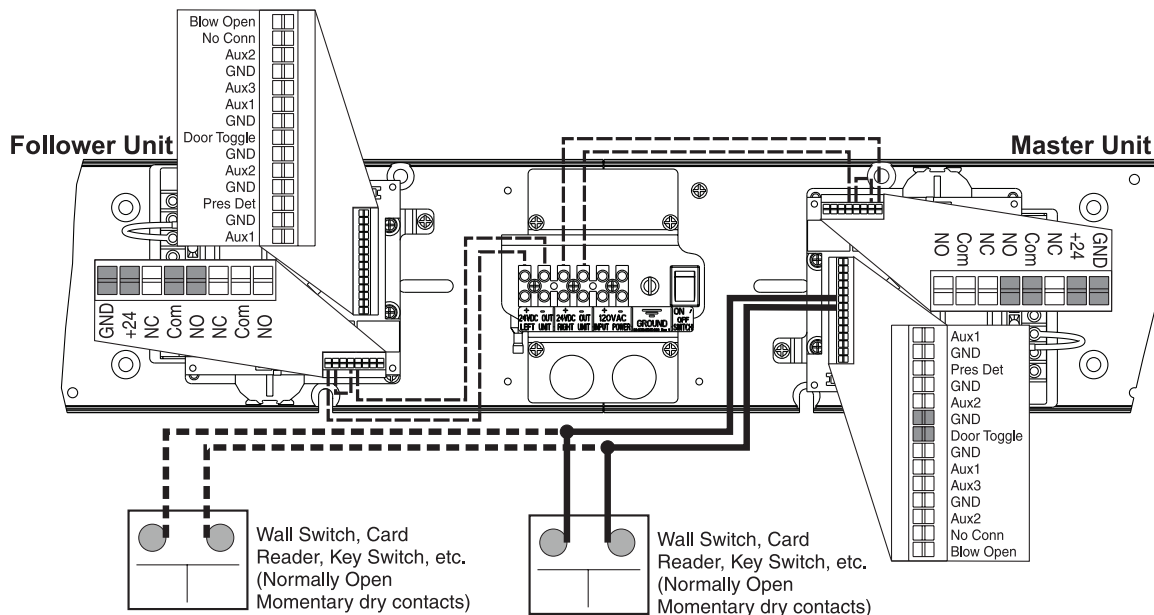 Blow Open
No Conn
Aux2
GND
Aux3
Aux1
GND
Door Toggle
GND
Aux2
GND
Pres Det
GND
Aux1
Follower Unit
Master Unit
GND
+24
NC
Com
NO
NC
Com
NO
+ - + - + -
24VDC OUT 24VDC OUT 120VAC
LEFT UNIT RIGHT UNIT INPUT POWER
GROUND
ON /
OFF
SWITCH
NO
Com
NC
NO
Com
NC
+24
GND
Aux1
GND
Pres Det
GND
Aux2
GND
Door Toggle
GND
Aux1
Aux3
GND
Aux2
No Conn
Blow Open
Wall Switch, Card
Reader, Key Switch, etc.
(Normally Open
Momentary dry contacts)
Wall Switch, Card
Reader, Key Switch, etc.
(Normally Open
Momentary dry contacts)